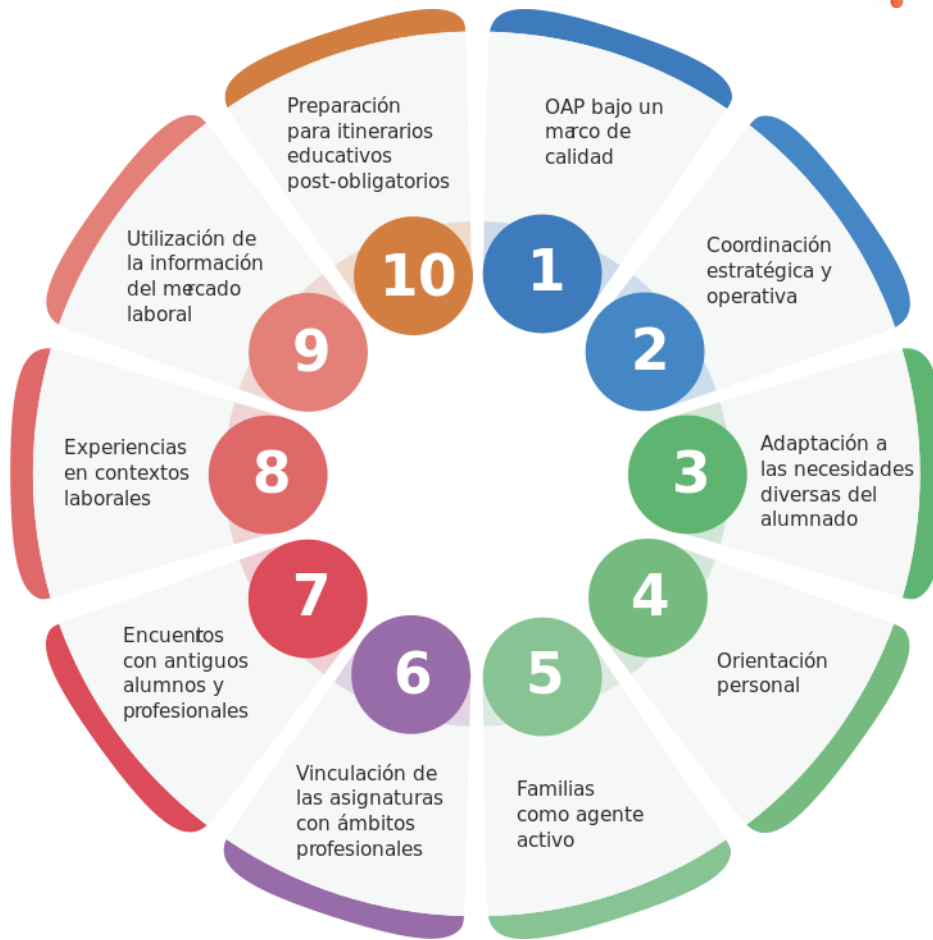 1
OAP bajo un
marco de
calidad
2
Coordinación
estratégica y
operativa
3
Adaptación a
las necesidades
diversas del
alumnado
4
Orientación
personal
5
Familias
como agente
activo
6
Vinculación de
las asignaturas
con ámbitos
profesionales
7
Encuentos
con antiguos
alumnos y
profesionales
8
Experiencias
en contextos
laborales
9
Utilización de
la información
del mercado
laboral
10
Preparación
para itinerarios
educativos
post-obligatorios